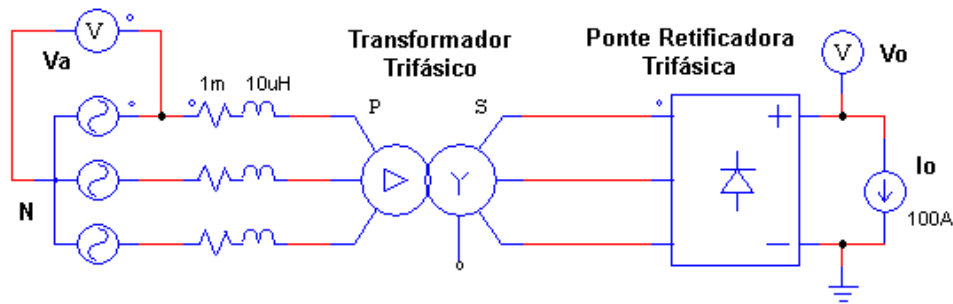 V
Va
Transformador
Trifásico
Ponte Retificadora
Trifásica
V
Vo
1m
10uH
P
S
Y
N
Io
100A